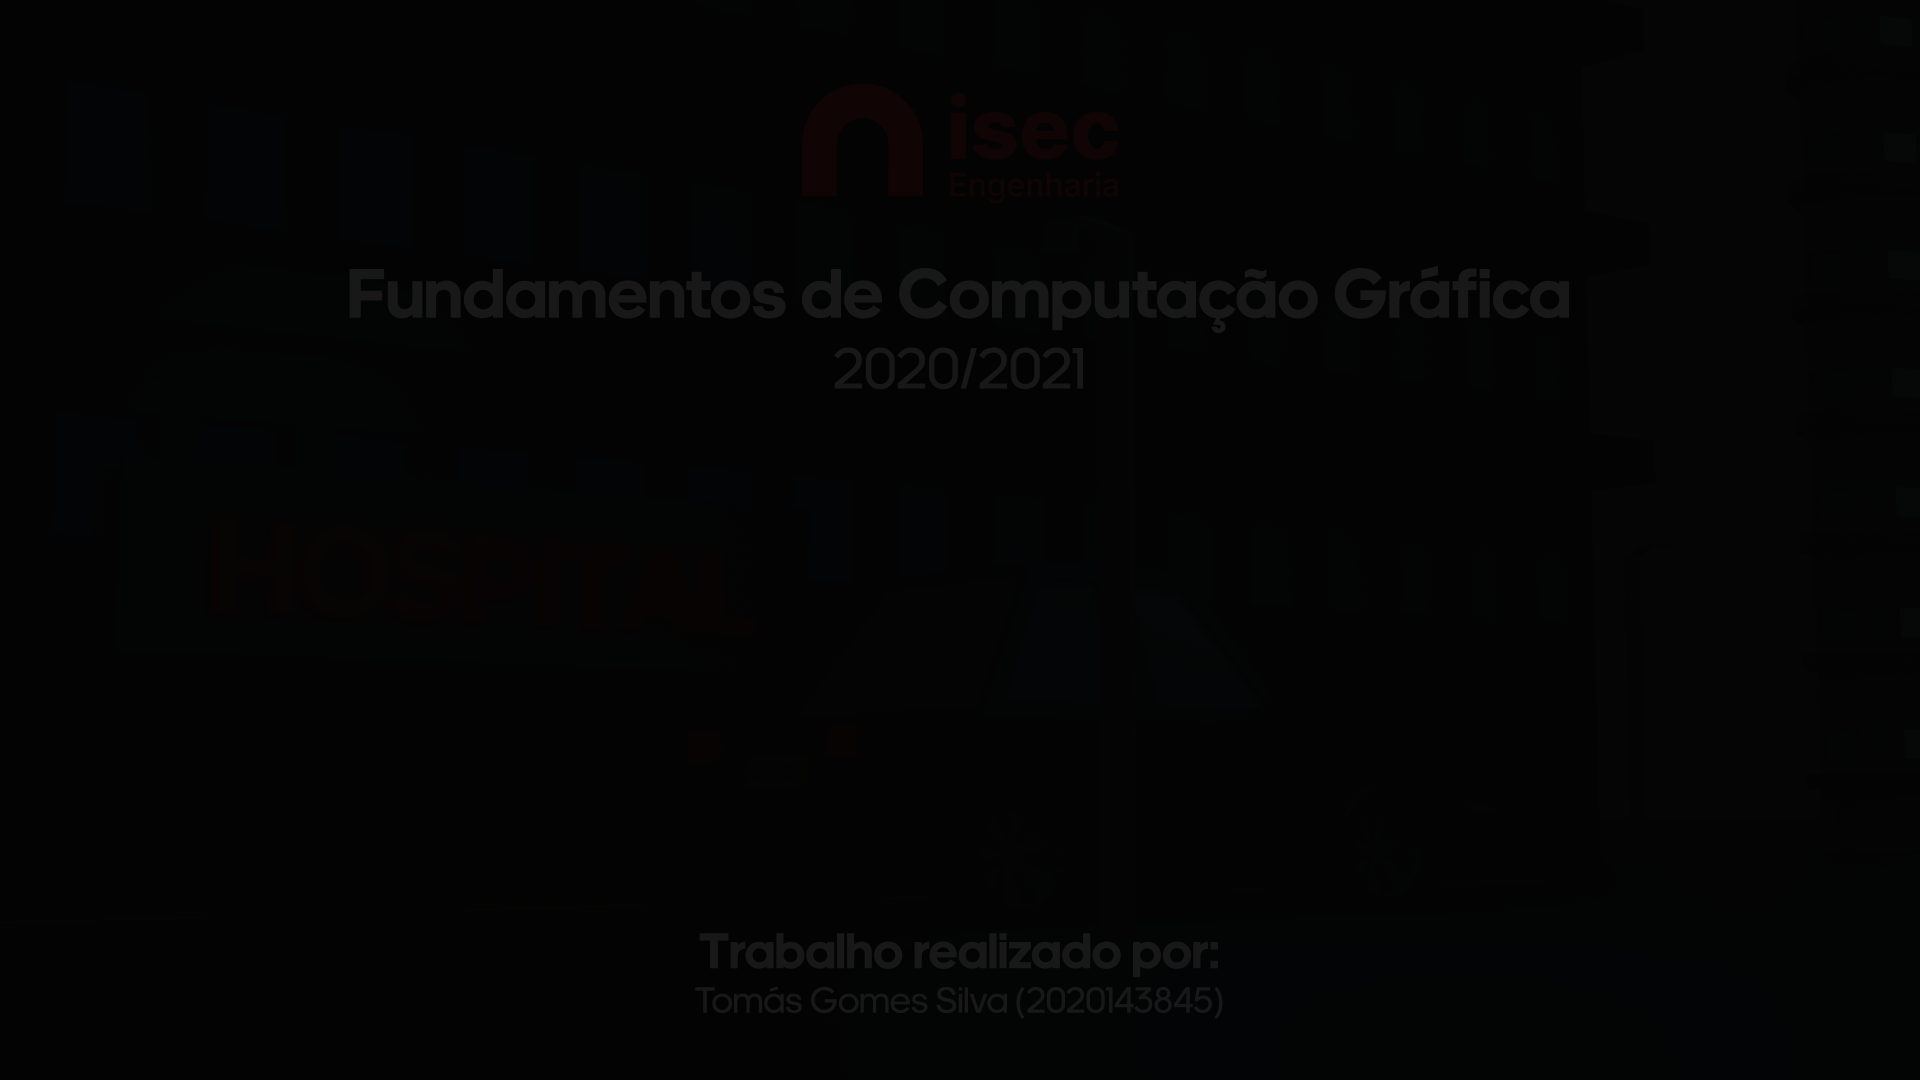 isec
Engenharia
Fundamentos de Computação Gráfica
2020/2021
HOSPITAL
Trabalho realizado por:
Tomás Gomes Silva (2020143845)